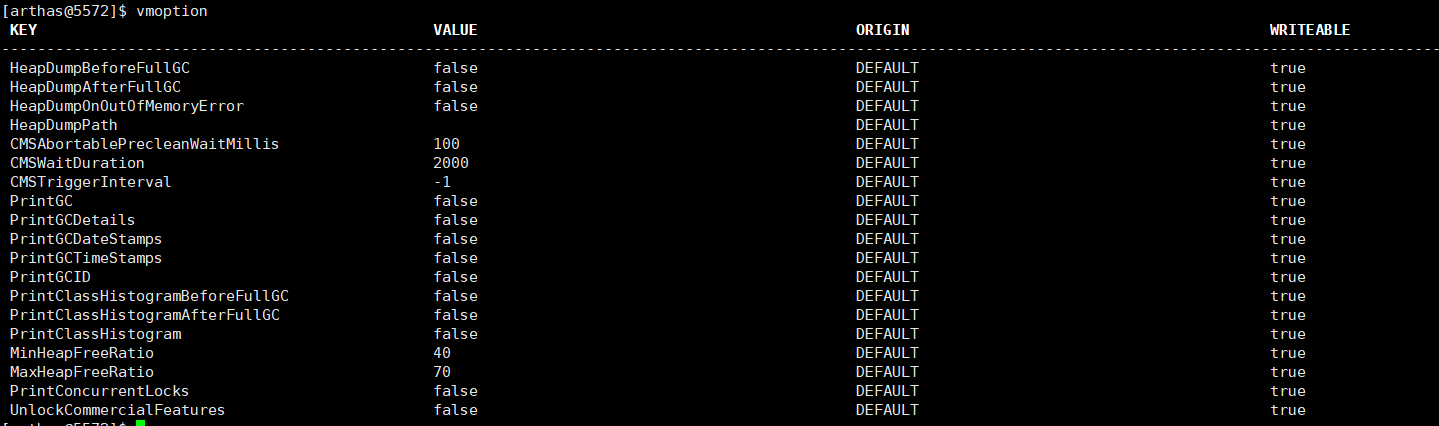 [arthas@5572]$ vmoption
KEY VALUE ORIGIN WRITEABLE
HeapDumpBeforeFullGC false DEFAULT true
HeapDumpAfterFullGC false DEFAULT true
HeapDumpOnOutOfMemoryError false DEFAULT true
HeapDumpPath DEFAULT true
CMSAbortablePrecleanWaitMillis 100 DEFAULT true
CMSWaitDuration 2000 DEFAULT true
CMSTriggerInterval -1 DEFAULT true
PrintGC false DEFAULT true
PrintGCDetails false DEFAULT true
PrintGCDateStamps false DEFAULT true
PrintGCTimeStamps false DEFAULT true
PrintGCID false DEFAULT true
PrintClassHistogramBeforeFullGC false DEFAULT true
PrintClassHistogramAfterFullGC false DEFAULT true
PrintClassHistogram false DEFAULT true
MinHeapFreeRatio 40 DEFAULT true
MaxHeapFreeRatio 70 DEFAULT true
PrintConcurrentLocks false DEFAULT true
UnlockCommercialFeatures false DEFAULT true
[arthas@5572]$